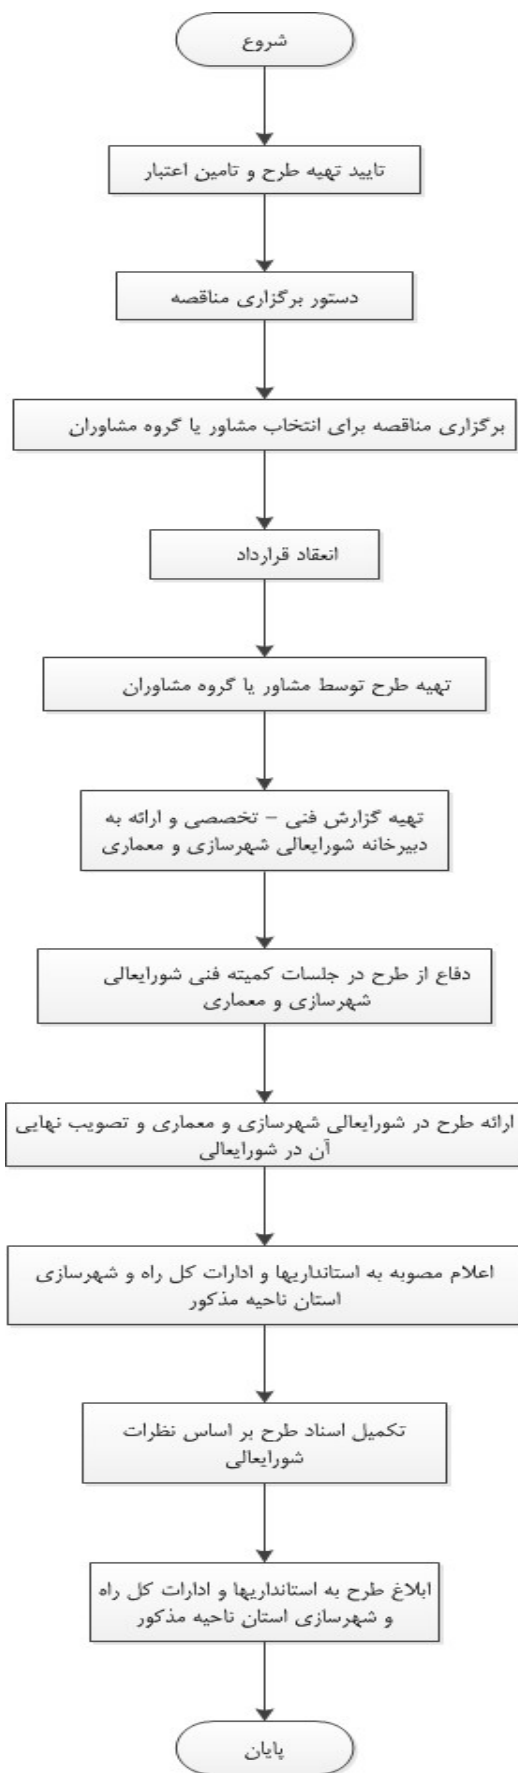 شروع
تایید تهیه طرح و تامین اعتبار
دستور برگزاری مناقصه
برگزاری مناقصه برای انتخاب مشاور یا گروه مشاوران
انعقاد قرارداد
تهیه طرح توسط مشاور یا گروه مشاوران
تهیه گزارش فنی – تخصصی و ارائه به
دبیرخانه شورایعالی شهرسازی و معماری
دفاع از طرح در جلسات کمیته فنی شورایعالی
شهرسازی و معماری
ارائه طرح در شورایعالی شهرسازی و معماری و تصویب نهایی
آن در شورایعالی
اعلام مصوبه به استانداریها و ادارات کل راه و شهرسازی
استان ناحیه مذکور
تکمیل اسناد طرح بر اساس نظرات
شورایعالی
ابلاغ طرح به استانداریها و ادارات کل راه
و شهرسازی استان ناحیه مذکور
پایان